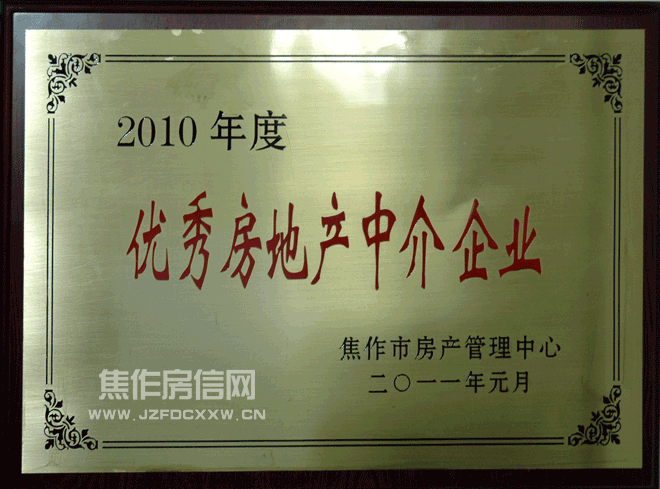 2010年度
优秀房地产中介企业
焦作市房产管理中心
二〇一一年元月
焦作房信网
WWW.JZFDCXXW.CN